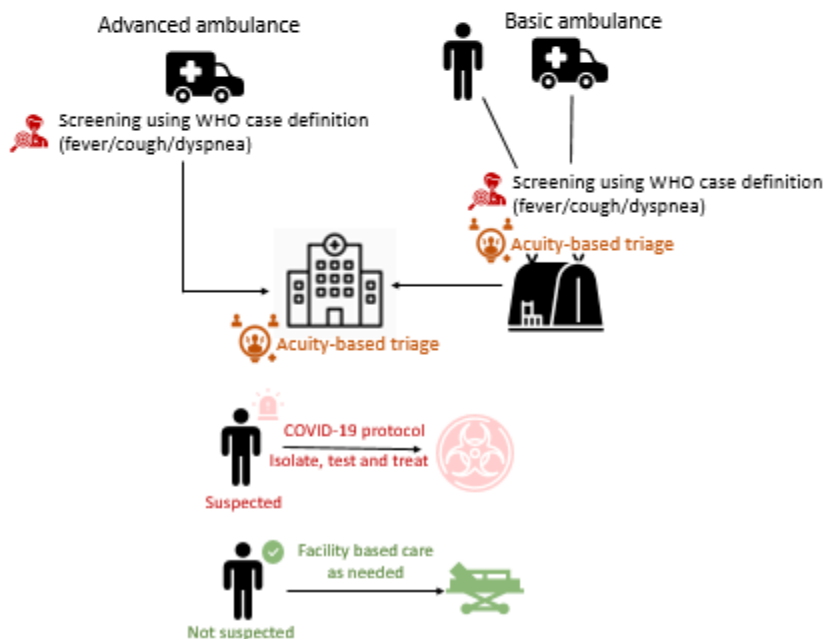 Advanced ambulance
Basic ambulance
Screening using WHO case definition
(fever/cough/dyspnea)
Screening using WHO case definition
(fever/cough/dyspnea)
Acuity-based triage
Acuity-based triage
COVID-19 protocol
Isolate, test and treat
Suspected
Facility based care
as needed
Not suspected